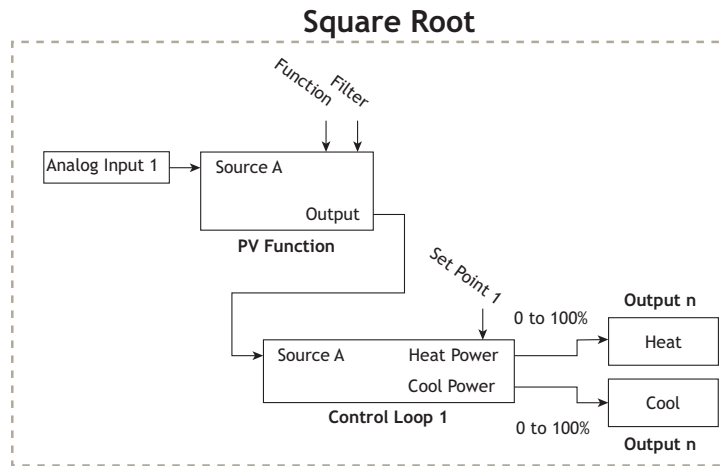 Square Root
Function
Filter
Analog Input 1
Source A
Output
PV Function
Set Point 1
Source A
Heat Power
Cool Power
Control Loop 1
0 to 100%
Output n
Heat
Cool
0 to 100%
Output n